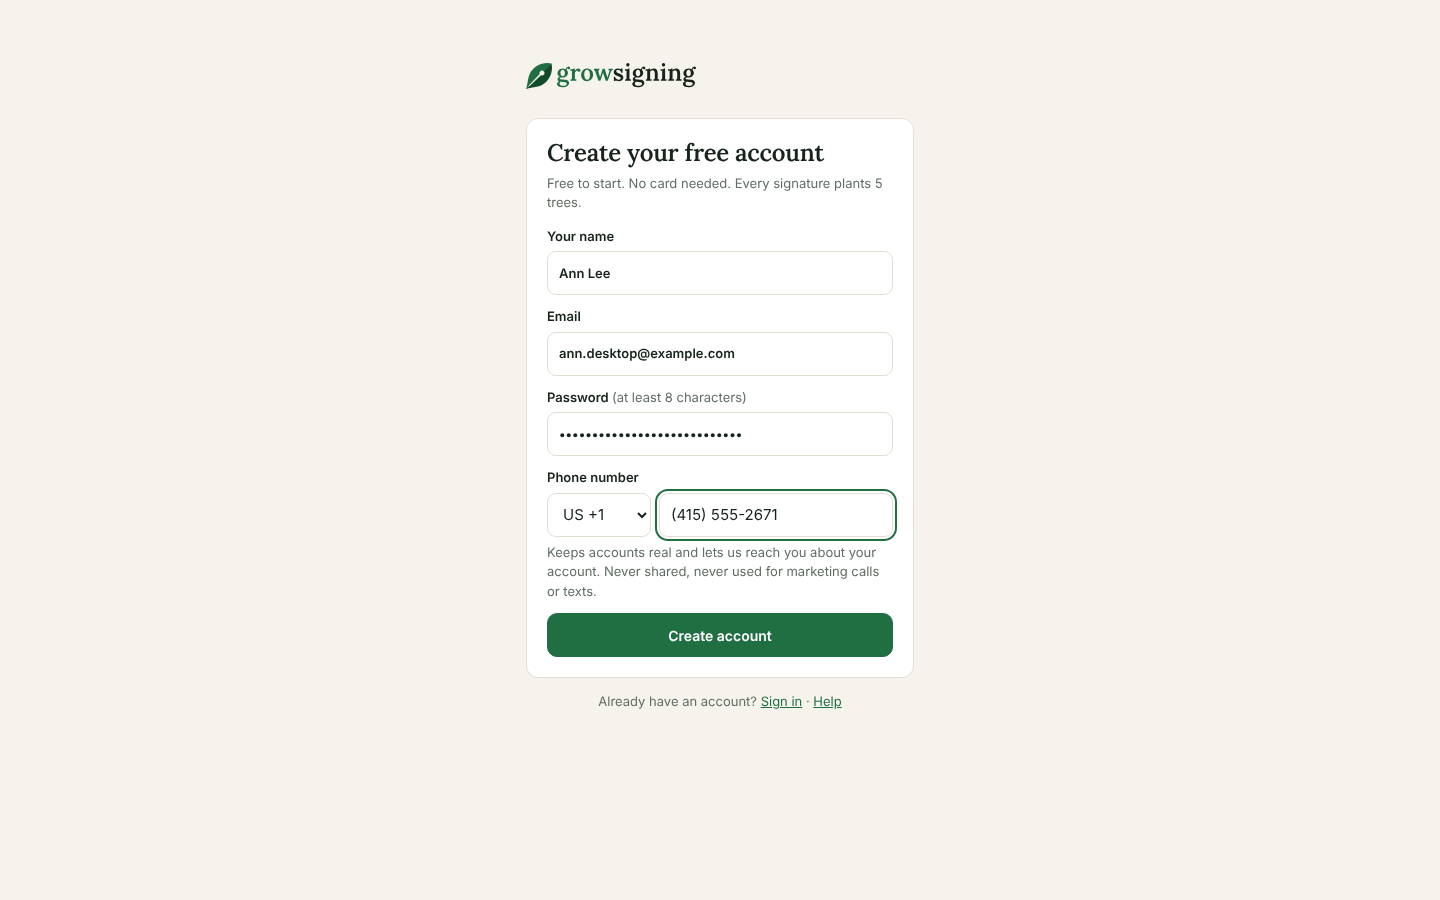 growsigning
Create your free account
Free to start. No card needed. Every signature plants 5
trees.
Your name
Ann Lee
Email
ann.desktop@example.com
Password (at least 8 characters)
••••••••••••••••••••••••••••
Phone number
US +1 (415) 555-2671
Keeps accounts real and lets us reach you about your
account. Never shared, never used for marketing calls
or texts.
Create account
Already have an account? Sign in · Help